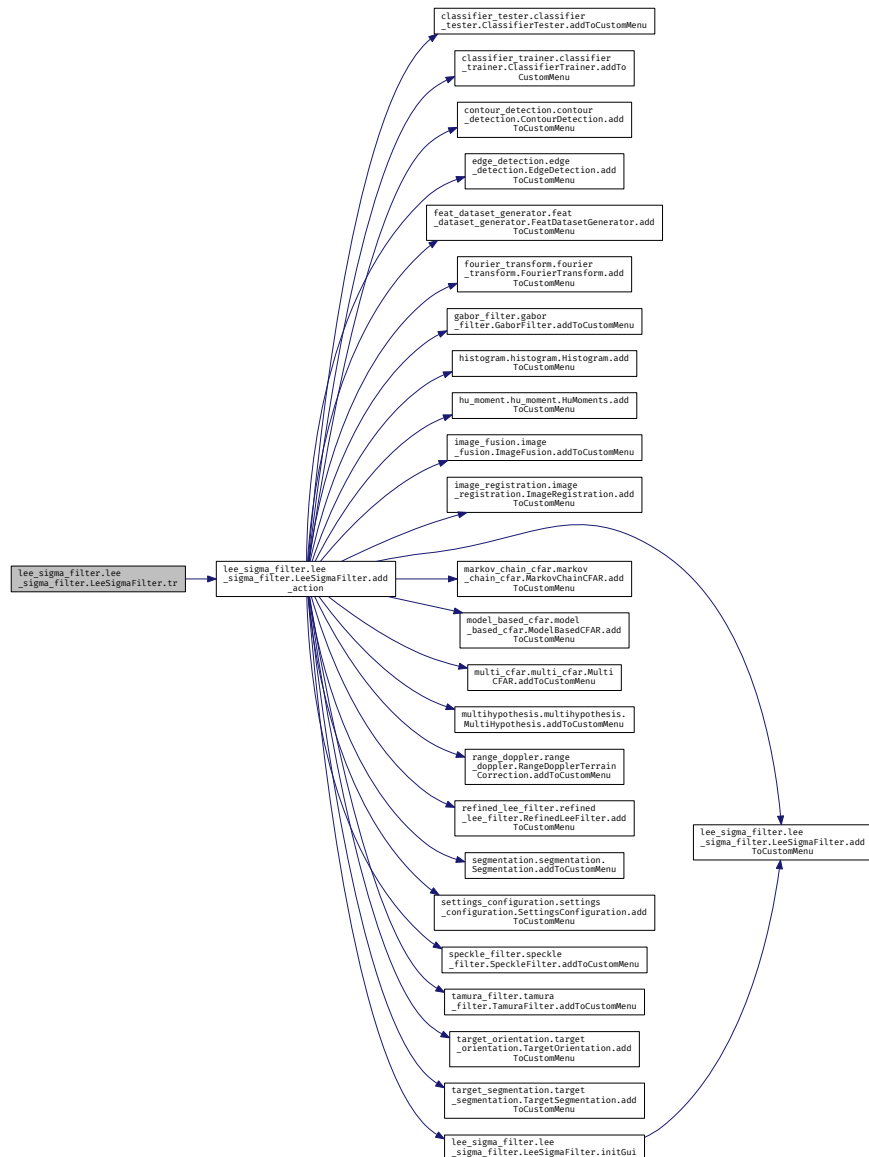 classifier_tester.classifier
_tester.ClassifierTester.addToCustomMenu
classifier_trainer.classifier
_trainer.ClassifierTrainer.addTo
CustomMenu
contour_detection.contour
_detection.ContourDetection.add
ToCustomMenu
edge_detection.edge
_detection.EdgeDetection.add
ToCustomMenu
feat_dataset_generator.feat
_dataset_generator.FeatDatasetGenerator.add
ToCustomMenu
fourier_transform.fourier
_transform.FourierTransform.add
ToCustomMenu
gabor_filter.gabor
_filter.GaborFilter.addToCustomMenu
histogram.histogram.Histogram.add
ToCustomMenu
hu_moment.hu_moment.HuMoments.add
ToCustomMenu
image_fusion.image
_fusion.ImageFusion.addToCustomMenu
image_registration.image
_registration.ImageRegistration.add
ToCustomMenu
lee_sigma_filter.lee
_sigma_filter.LeeSigmaFilter.tr
lee_sigma_filter.lee
_sigma_filter.LeeSigmaFilter.add
_action
markov_chain_cfar.markov
_chain_cfar.MarkovChainCFAR.add
ToCustomMenu
model_based_cfar.model
_based_cfar.ModelBasedCFAR.add
ToCustomMenu
multi_cfar.multi_cfar.Multi
CFAR.addToCustomMenu
multihypothesis.multihypothesis.
MultiHypothesis.addToCustomMenu
range_doppler.range
_doppler.RangeDopplerTerrain
Correction.addToCustomMenu
refined_lee_filter.refined
_lee_filter.RefinedLeeFilter.add
ToCustomMenu
lee_sigma_filter.lee
_sigma_filter.LeeSigmaFilter.add
ToCustomMenu
segmentation.segmentation.
Segmentation.addToCustomMenu
settings_configuration.settings
_configuration.SettingsConfiguration.add
ToCustomMenu
speckle_filter.speckle
_filter.SpeckleFilter.addToCustomMenu
tamura_filter.tamura
_filter.TamuraFilter.addToCustomMenu
target_orientation.target
_orientation.TargetOrientation.add
ToCustomMenu
target_segmentation.target
_segmentation.TargetSegmentation.add
ToCustomMenu
lee_sigma_filter.lee
_sigma_filter.LeeSigmaFilter.initGui